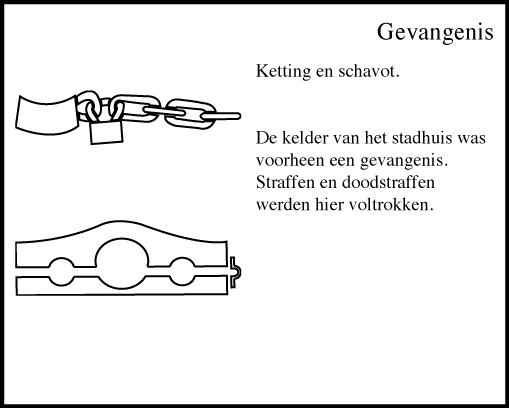 Gevangenis
Ketting en schavot.
De kelder van het stadhuis was
voorheen een gevangenis.
Straffen en doodstraffen
werden hier voltrokken.